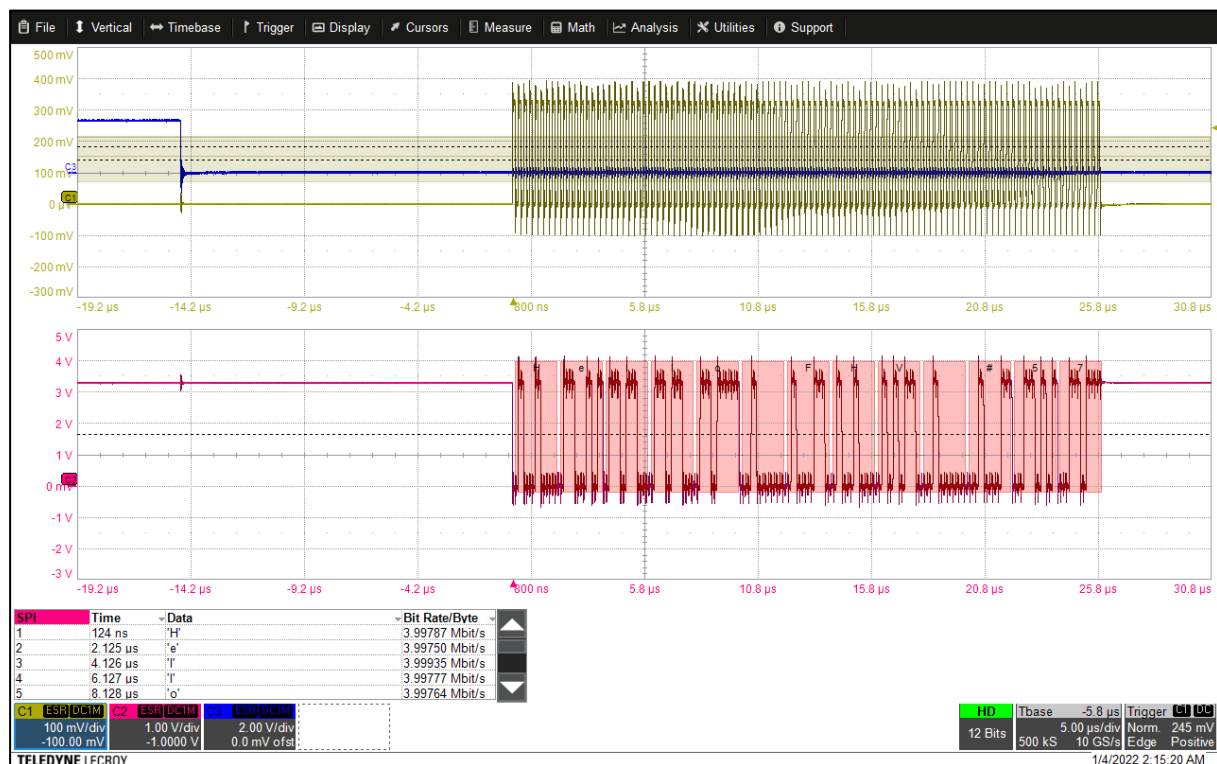 File Vertical Timebase Trigger Display Cursors Measure Math Analysis Utilities Support
500 mV
400 mV
300 mV
200 mV
C3
100 mV
C1
0 µV
-100 mV
-200 mV
-300 mV
-19.2 µs -14.2 µs -9.2 µs -4.2 µs 800 ns 5.8 µs 10.8 µs 15.8 µs 20.8 µs 25.8 µs 30.8 µs
5 V
4 V
H e o F H V # 5 7
3 V
2 V
1 V
C2
0 mV
-1 V
-2 V
-3 V
-19.2 µs -14.2 µs -9.2 µs -4.2 µs 800 ns 5.8 µs 10.8 µs 15.8 µs 20.8 µs 25.8 µs 30.8 µs
SPI Time Data Bit Rate/Byte
1 124 ns 'H' 3.99787 Mbit/s
2 2.125 µs 'e' 3.99750 Mbit/s
3 4.126 µs 'l' 3.99935 Mbit/s
4 6.127 µs 'l' 3.99777 Mbit/s
5 8.128 µs 'o' 3.99764 Mbit/s
C1 ESR DC1M C2 ESR DC1M C3 HD Tbase -5.8 µs Trigger C1 DC
100 mV/div 1.00 V/div 2.00 V/div 12 Bits 5.00 µs/div Norm. 245 mV
-100.00 mV -1.0000 V 0.0 mV ofst 500 kS 10 GS/s Edge Positive
TELEDYNE LECROY 1/4/2022 2:15:20 AM